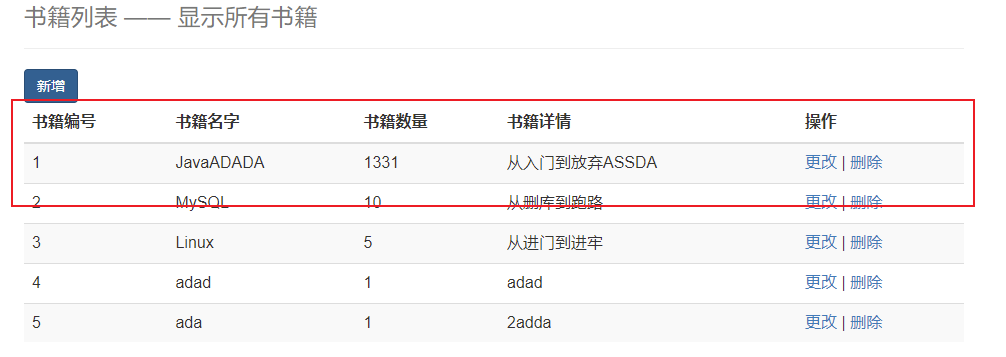 书籍列表 —— 显示所有书籍
新增
书籍编号 书籍名字 书籍数量 书籍详情 操作
1 JavaADADA 1331 从入门到放弃ASSDA 更改 | 删除
2 MySQL 10 从删库到跑路 更改 | 删除
3 Linux 5 从进门到进牢 更改 | 删除
4 adad 1 adad 更改 | 删除
5 ada 1 2adda 更改 | 删除